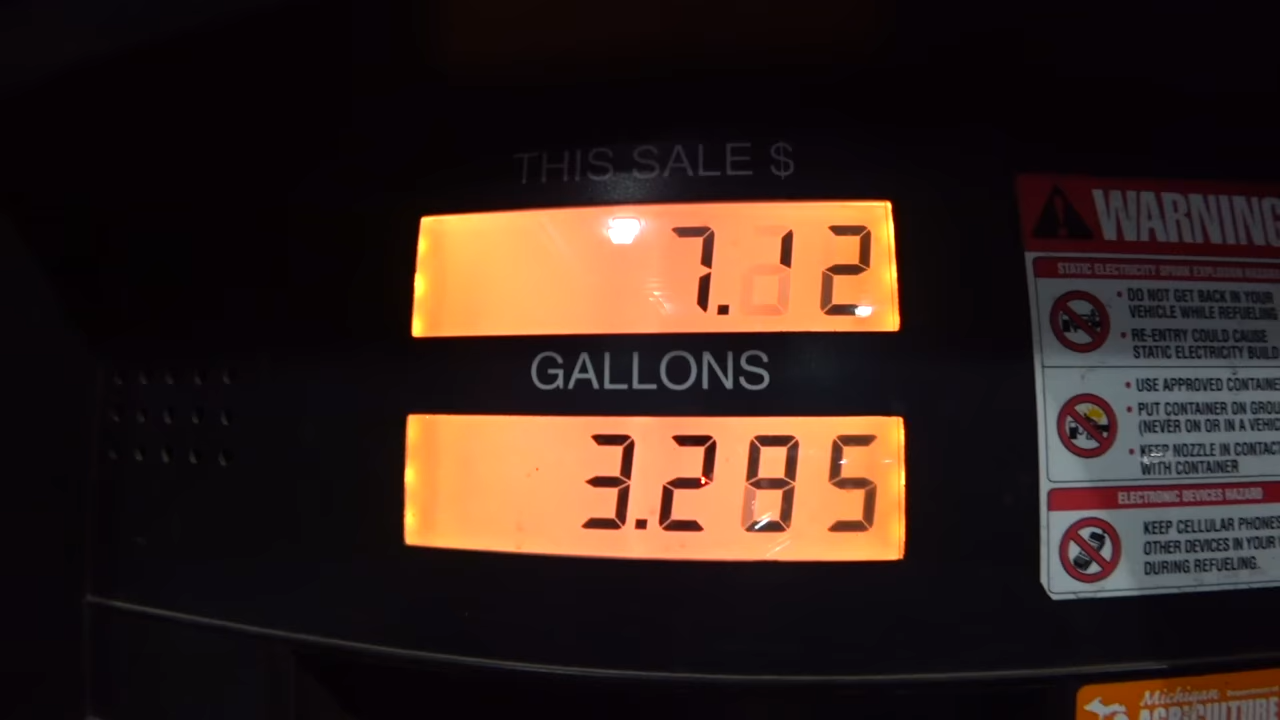 THIS SALE $
7.12
GALLONS
3.285
WARNING
STATIC ELECTRICITY SPARK EXPLOSION HAZARD
• DO NOT GET BACK IN YOUR
VEHICLE WHILE REFUELING
• RE-ENTRY COULD CAUSE
STATIC ELECTRICITY BUILD
• USE APPROVED CONTAINE
• PUT CONTAINER ON GROU
(NEVER ON OR IN A VEHIC
• KEEP NOZZLE IN CONTACT
WITH CONTAINER
ELECTRONIC DEVICES HAZARD
KEEP CELLULAR PHONES
OTHER DEVICES IN YOUR
DURING REFUELING.
Michigan Department of
AGRICULTURE